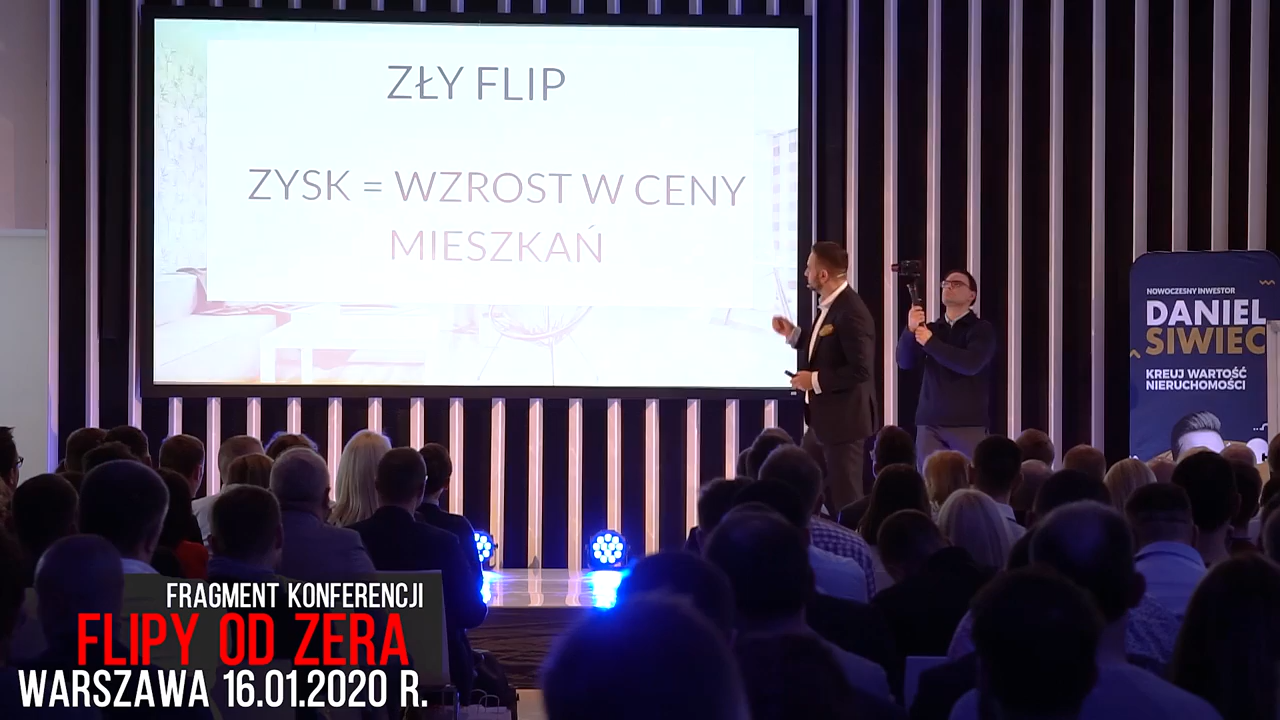 ZŁY FLIP
ZYSK = WZROST W CENY
MIESZKAŃ
NOWOCZESNY INWESTOR
DANIEL
SIWIEC
KREUJ WARTOŚĆ
NIERUCHOMOŚCI
FRAGMENT KONFERENCJI
FLIPY OD ZERA
WARSZAWA 16.01.2020 R.